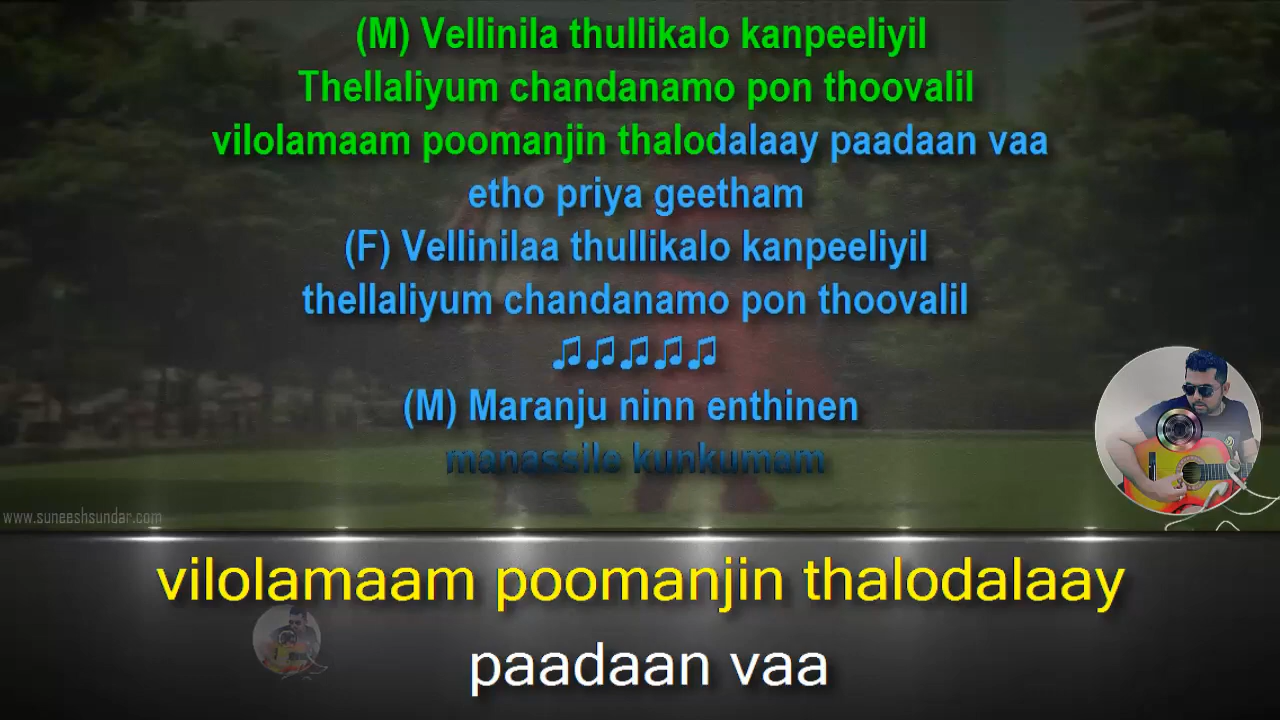 (M) Vellinila thullikalo kanpeeliyil
Thellaliyum chandanamo pon thoovalil
vilolamaam poomanjin thalodalaay paadaan vaa
etho priya geetham
(F) Vellinilaa thullikalo kanpeeliyil
thellaliyum chandanamo pon thoovalil
♫♫♫♫♫
(M) Maranju ninn enthinen
manassile kunkumam
www.suneeshsundar.com
vilolamaam poomanjin thalodalaay
paadaan vaa